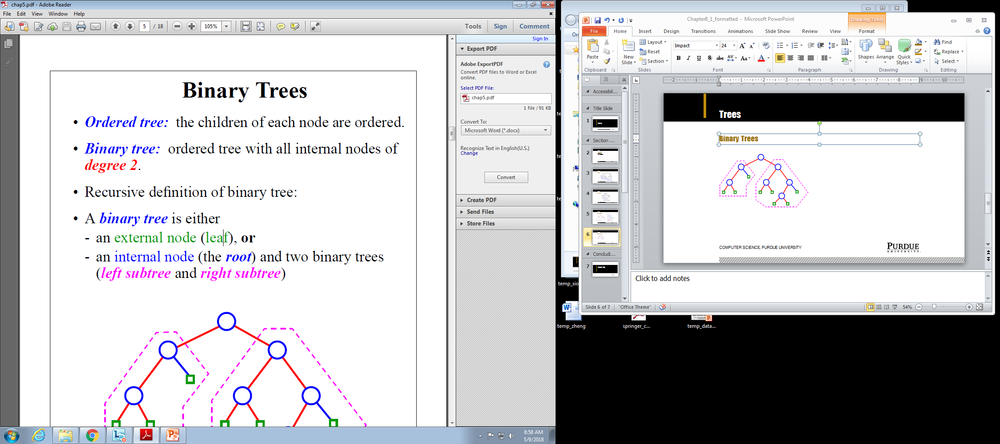 chap5.pdf - Adobe Reader
File Edit View Window Help
5 / 18 105% Tools Sign Comment
Sign In
Export PDF
Adobe ExportPDF
Convert PDF files to Word or Excel
online.
Select PDF File:
chap5.pdf
1 file / 91 KB
Convert To:
Microsoft Word (*.docx)
Recognize Text in English(U.S.)
Change
Convert
Create PDF
Send Files
Store Files
Binary Trees
• Ordered tree: the children of each node are ordered.
• Binary tree: ordered tree with all internal nodes of
degree 2.
• Recursive definition of binary tree:
• A binary tree is either
- an external node (leaf), or
- an internal node (the root) and two binary trees
(left subtree and right subtree)
8:58 AM
5/9/2018
Chapter8_1_formatted - Microsoft PowerPoint
Drawing Tools
File Home Insert Design Transitions Animations Slide Show Review View Format
Paste
Clipboard
New
Slide
Layout
Reset
Section
Slides
Impact 24
B I U S abc AV Aa A
Font
Paragraph
Shapes Arrange Quick
Styles
Drawing
Find
Replace
Select
Editing
Accessibil...
Title Slide
1
Section ...
2
3
4
5
6
Concludi...
7
Trees
Binary Trees
COMPUTER SCIENCE, PURDUE UNIVERSITY
PURDUE
UNIVERSITY
Click to add notes
Slide 6 of 7 "Office Theme" 54%
temp_xio
temp_zheng
springer_c...
temp_data...